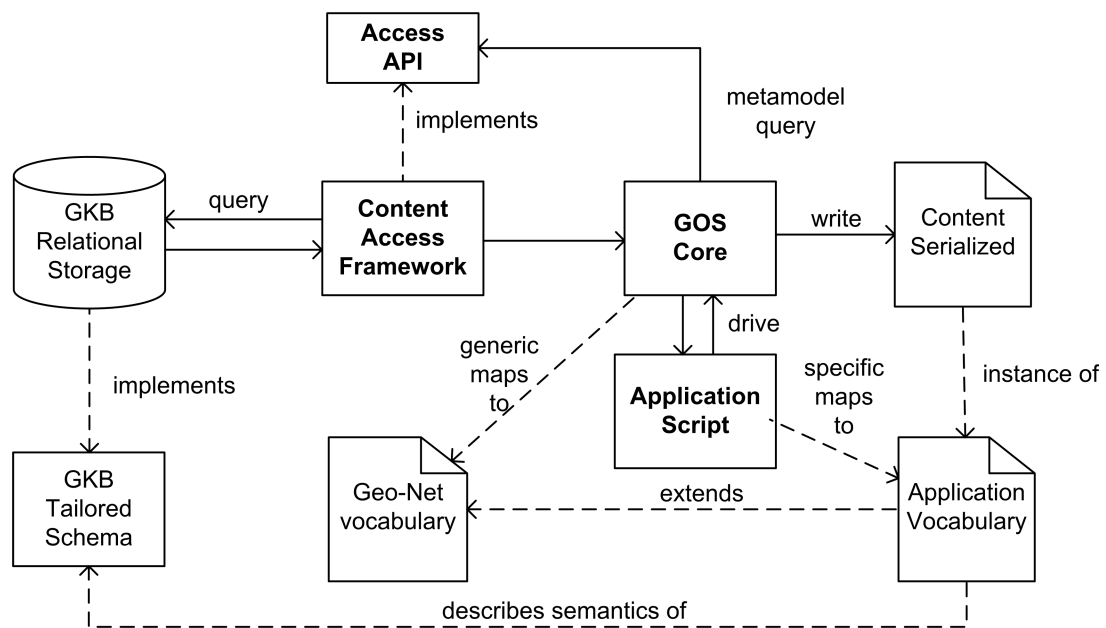 Access
API
metamodel
query
implements
GKB
Relational
Storage
query
Content
Access
Framework
GOS
Core
write
Content
Serialized
drive
generic
maps
to
implements
Application
Script
specific
maps
to
instance of
GKB
Tailored
Schema
Geo-Net
vocabulary
extends
Application
Vocabulary
describes semantics of